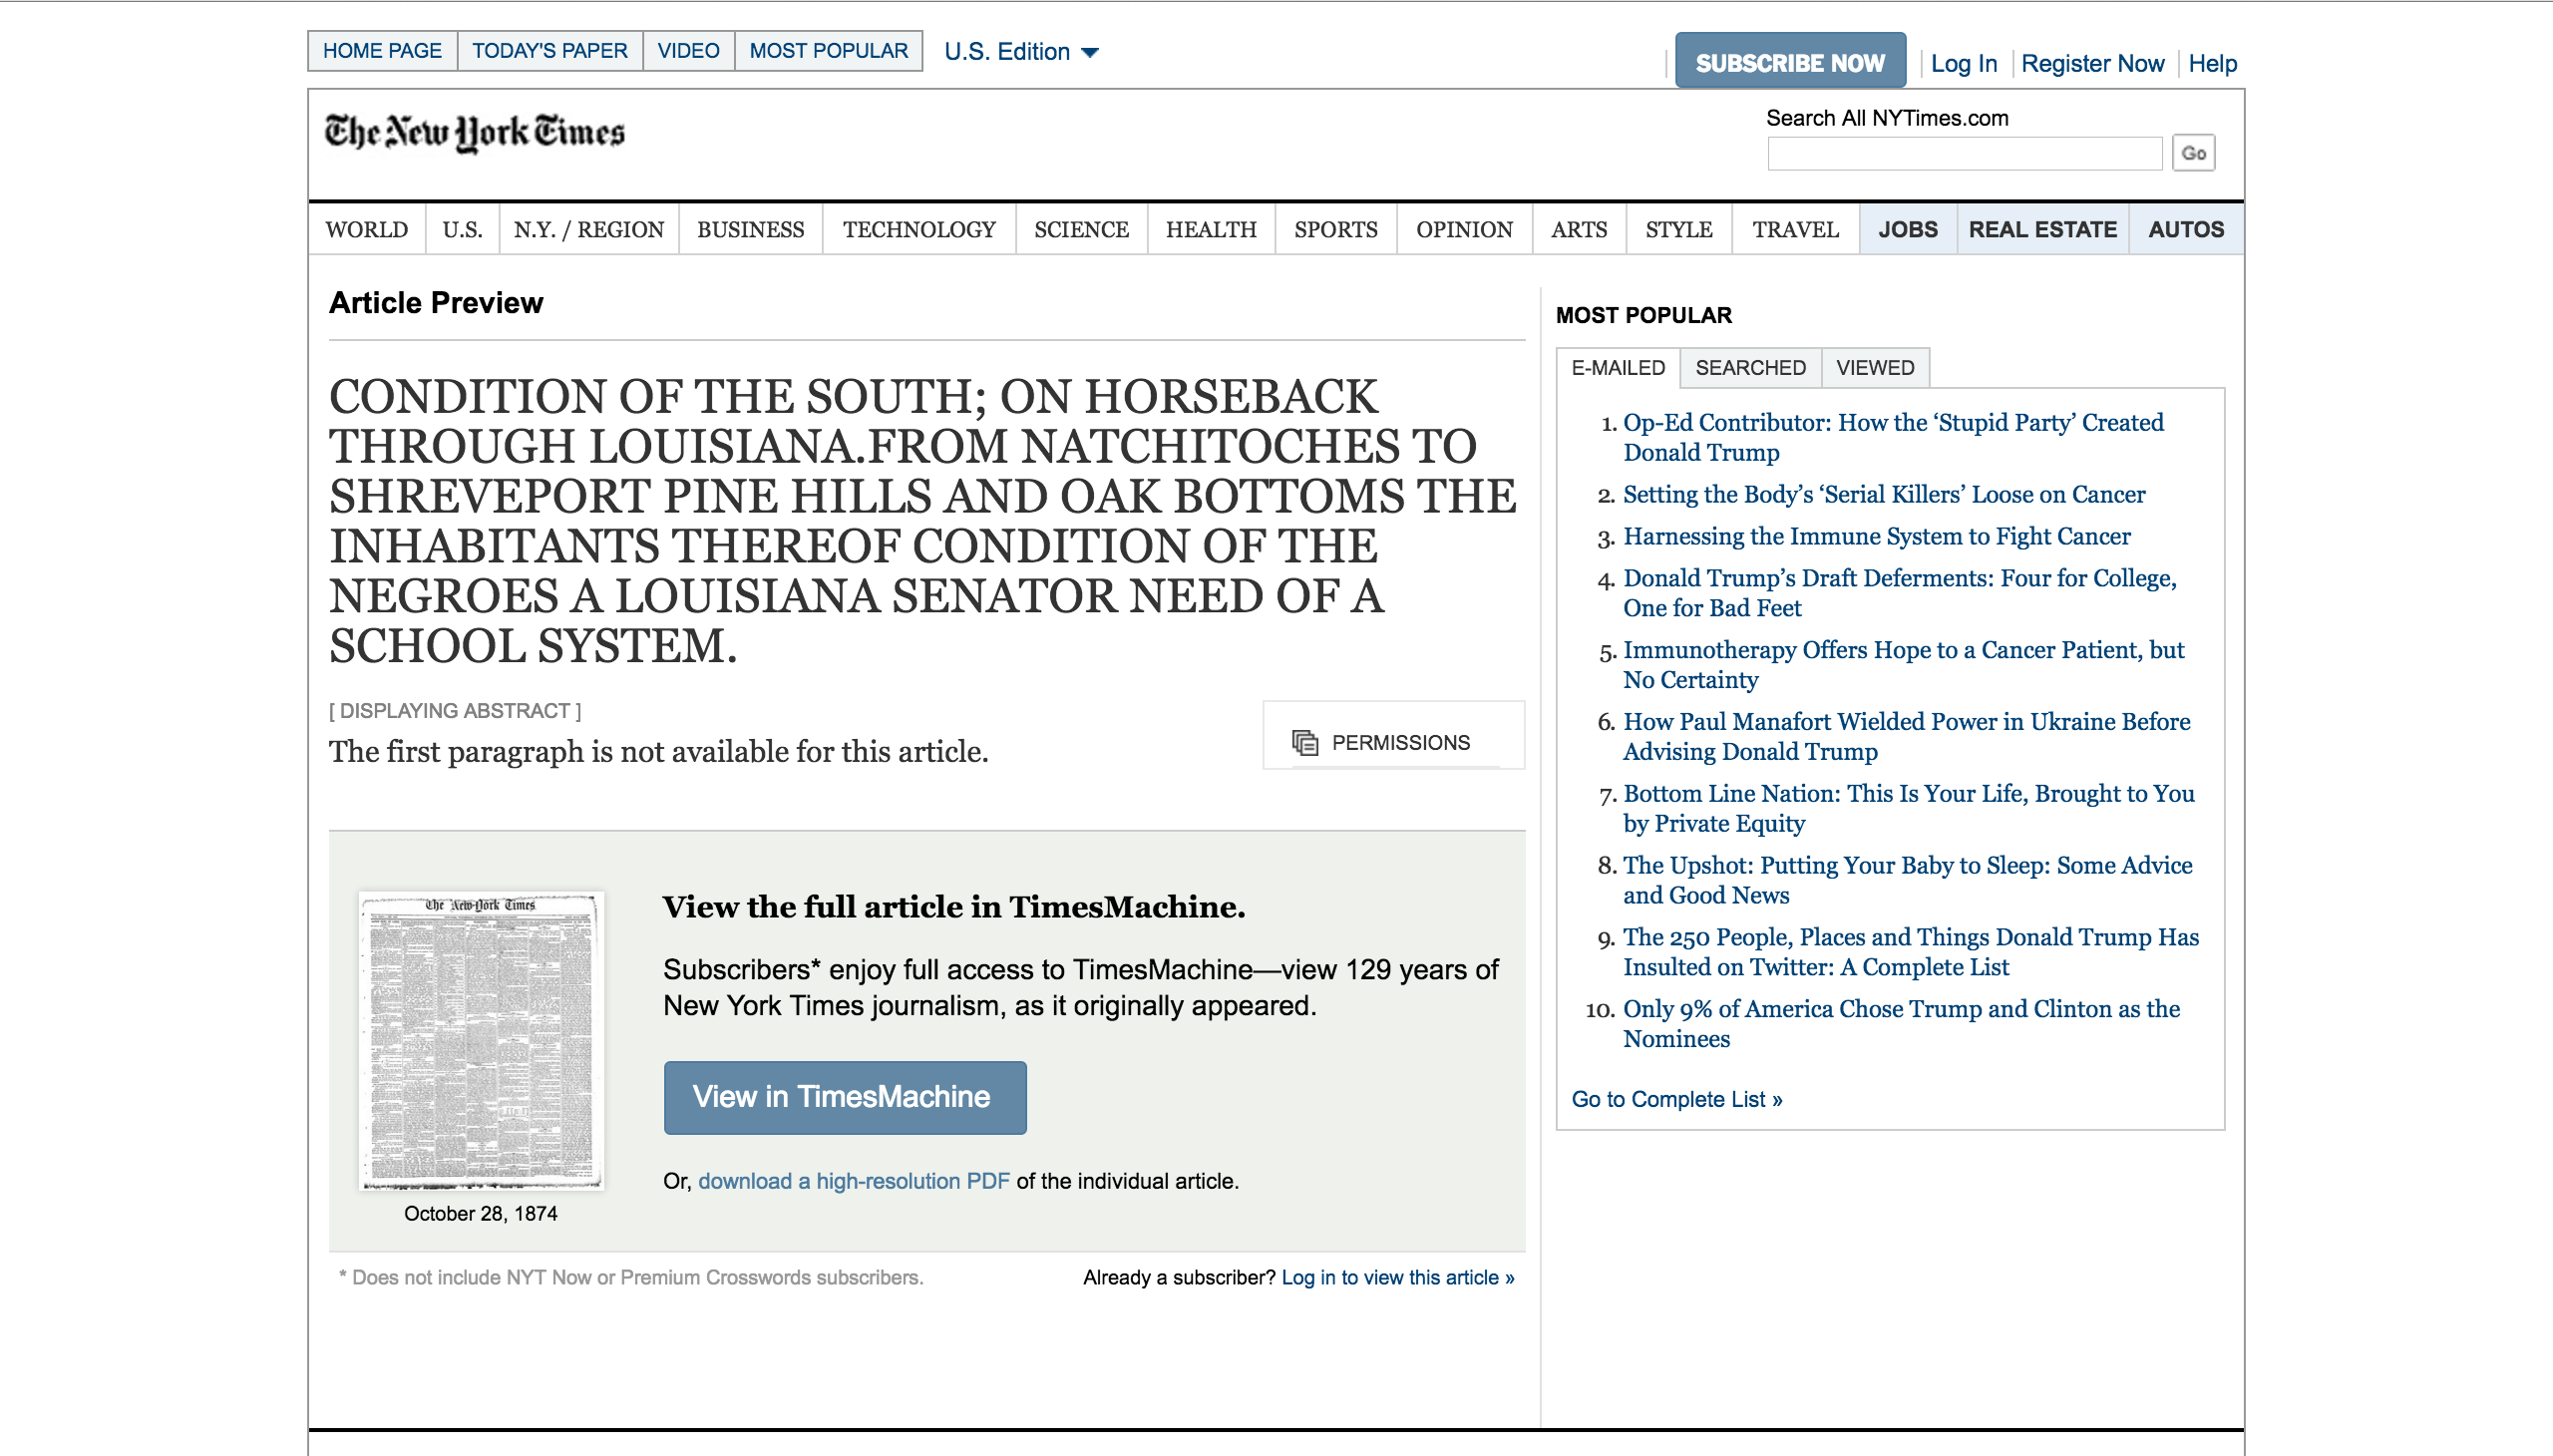 HOME PAGE
TODAY'S PAPER
VIDEO
MOST POPULAR
U.S. Edition
SUBSCRIBE NOW
Log In
Register Now
Help
The New York Times
Search All NYTimes.com
Go
WORLD
U.S.
N.Y. / REGION
BUSINESS
TECHNOLOGY
SCIENCE
HEALTH
SPORTS
OPINION
ARTS
STYLE
TRAVEL
JOBS
REAL ESTATE
AUTOS
Article Preview
CONDITION OF THE SOUTH; ON HORSEBACK
THROUGH LOUISIANA.FROM NATCHITOCHES TO
SHREVEPORT PINE HILLS AND OAK BOTTOMS THE
INHABITANTS THEREOF CONDITION OF THE
NEGROES A LOUISIANA SENATOR NEED OF A
SCHOOL SYSTEM.
[ DISPLAYING ABSTRACT ]
The first paragraph is not available for this article.
PERMISSIONS
The New-York Times
October 28, 1874
View the full article in TimesMachine.
Subscribers* enjoy full access to TimesMachine—view 129 years of
New York Times journalism, as it originally appeared.
View in TimesMachine
Or, download a high-resolution PDF of the individual article.
* Does not include NYT Now or Premium Crosswords subscribers.
Already a subscriber? Log in to view this article »
MOST POPULAR
E-MAILED
SEARCHED
VIEWED
1. Op-Ed Contributor: How the ‘Stupid Party’ Created
Donald Trump
2. Setting the Body’s ‘Serial Killers’ Loose on Cancer
3. Harnessing the Immune System to Fight Cancer
4. Donald Trump’s Draft Deferments: Four for College,
One for Bad Feet
5. Immunotherapy Offers Hope to a Cancer Patient, but
No Certainty
6. How Paul Manafort Wielded Power in Ukraine Before
Advising Donald Trump
7. Bottom Line Nation: This Is Your Life, Brought to You
by Private Equity
8. The Upshot: Putting Your Baby to Sleep: Some Advice
and Good News
9. The 250 People, Places and Things Donald Trump Has
Insulted on Twitter: A Complete List
10. Only 9% of America Chose Trump and Clinton as the
Nominees
Go to Complete List »